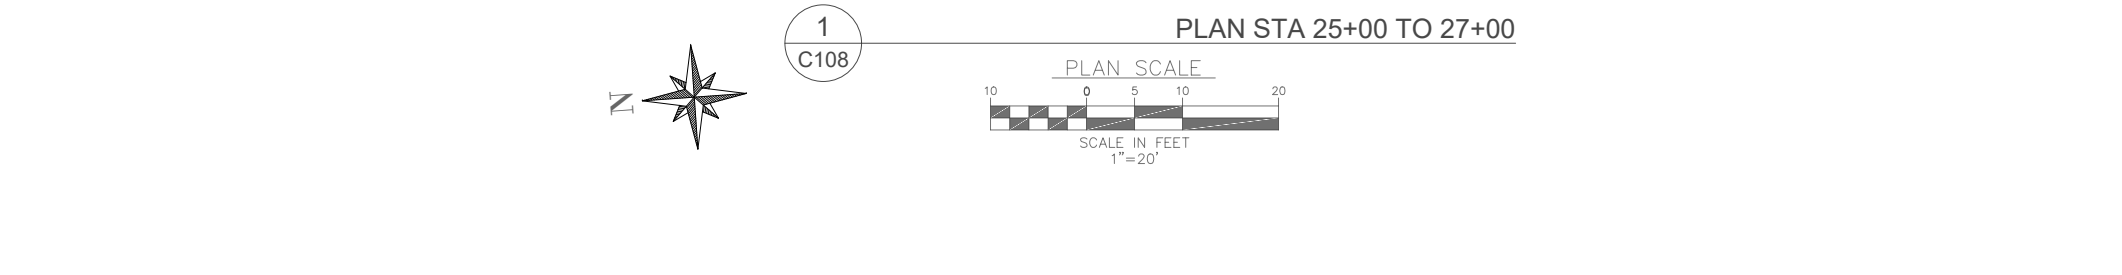 1
C108
PLAN STA 25+00 TO 27+00
N
PLAN SCALE
10 0 5 10 20
SCALE IN FEET
1"=20'